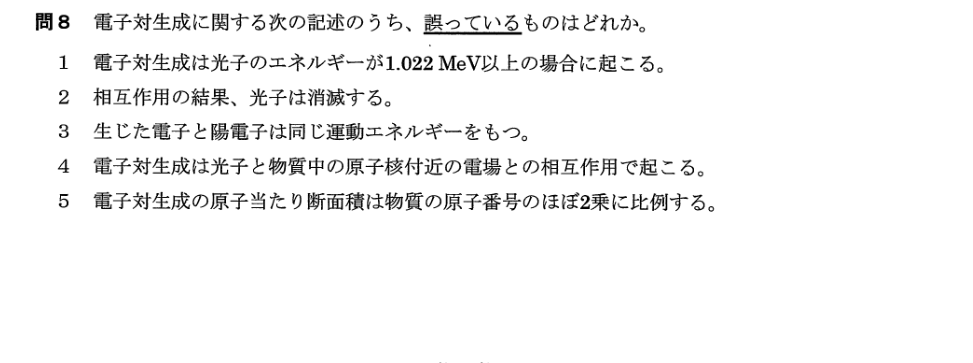 問8 電子対生成に関する次の記述のうち、誤っているものはどれか。
1 電子対生成は光子のエネルギーが1.022 MeV以上の場合に起こる。
2 相互作用の結果、光子は消滅する。
3 生じた電子と陽電子は同じ運動エネルギーをもつ。
4 電子対生成は光子と物質中の原子核付近の電場との相互作用で起こる。
5 電子対生成の原子当たり断面積は物質の原子番号のほぼ2乗に比例する。